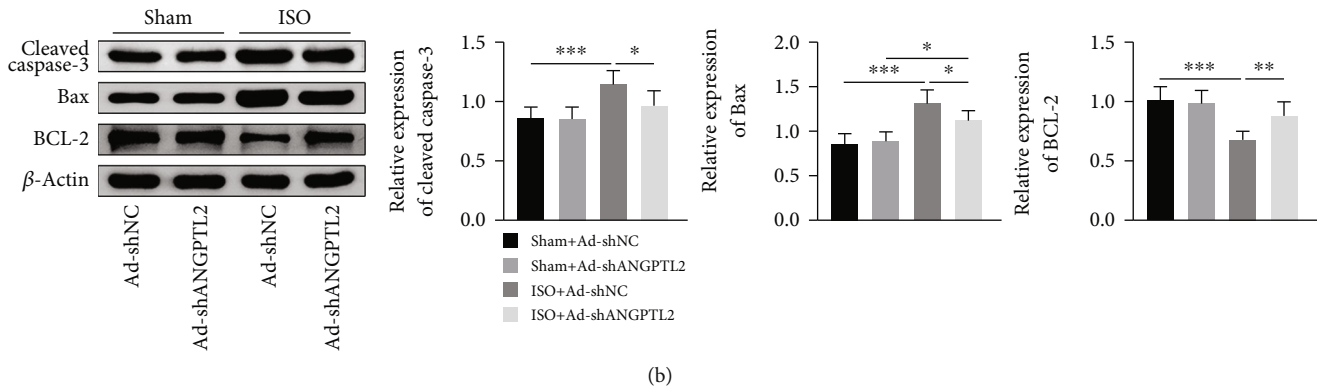 Sham ISO
Cleaved
caspase-3
Bax
BCL-2
β-Actin
Ad-shNC
Ad-shANGPTL2
Ad-shNC
Ad-shANGPTL2
Relative expression
of cleaved caspase-3
1.5
1.0
0.5
0.0
*** *
Sham+Ad-shNC
Sham+Ad-shANGPTL2
ISO+Ad-shNC
ISO+Ad-shANGPTL2
Relative expression
of Bax
2.0
1.5
1.0
0.5
0.0
*
*** *
Relative expression
of BCL-2
1.5
1.0
0.5
0.0
*** **
(b)